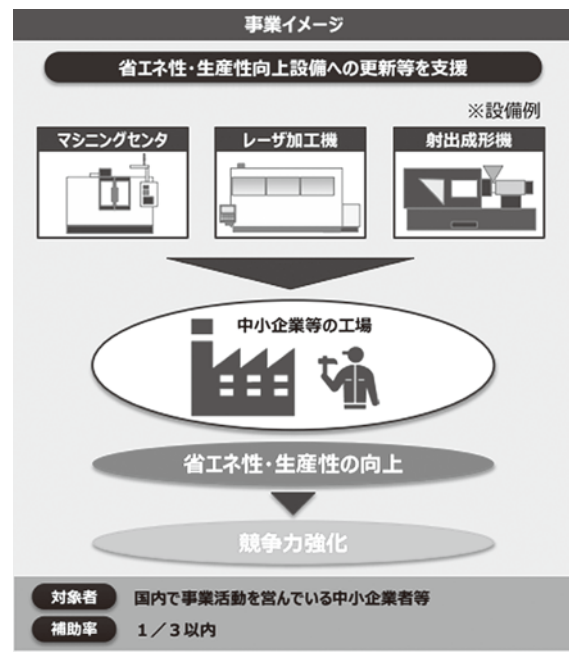 事業イメージ
省エネ性・生産性向上設備への更新等を支援
※設備例
マシニングセンタ
レーザ加工機
射出成形機
中小企業等の工場
省エネ性・生産性の向上
競争力強化
対象者 国内で事業活動を営んでいる中小企業者等
補助率 1／3以内